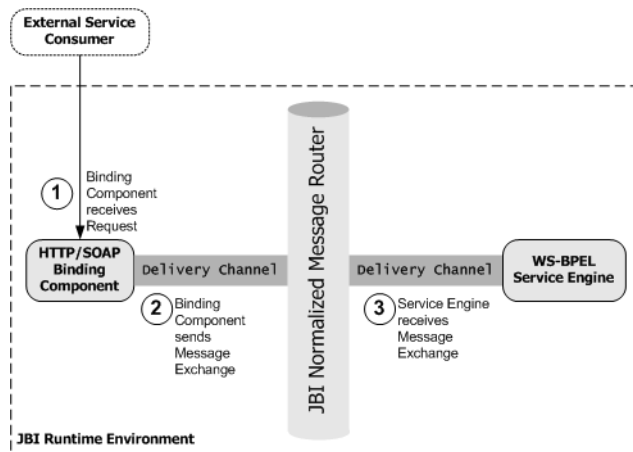 External Service
Consumer
1
Binding
Component
receives
Request
HTTP/SOAP
Binding
Component
Delivery Channel
JBI Normalized Message Router
Delivery Channel
WS-BPEL
Service Engine
2
Binding
Component
sends
Message
Exchange
3
Service Engine
receives
Message
Exchange
JBI Runtime Environment